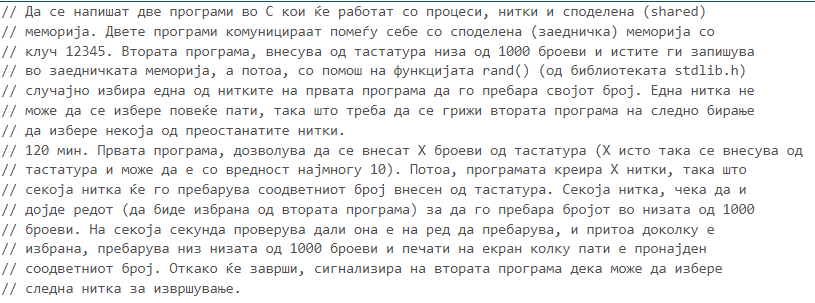 // Да се напишат две програми во C кои ќе работат со процеси, нитки и споделена (shared)
// меморија. Двете програми комуницираат помеѓу себе со споделена (заедничка) меморија со
// клуч 12345. Втората програма, внесува од тастатура низа од 1000 броеви и истите ги запишува
// во заедничката меморија, а потоа, со помош на функцијата rand() (од библиотеката stdlib.h)
// случајно избира една од нитките на првата програма да го пребара својот број. Една нитка не
// може да се избере повеќе пати, така што треба да се грижи втората програма на следно бирање
// да избере некоја од преостанатите нитки.
// 120 мин. Првата програма, дозволува да се внесат X броеви од тастатура (X исто така се внесува од
// тастатура и може да е со вредност најмногу 10). Потоа, програмата креира X нитки, така што
// секоја нитка ќе го пребарува соодветниот број внесен од тастатура. Секоја нитка, чека да и
// дојде редот (да биде избрана од втората програма) за да го пребара бројот во низата од 1000
// броеви. На секоја секунда проверува дали она е на ред да пребарува, и притоа доколку е
// избрана, пребарува низ низата од 1000 броеви и печати на екран колку пати е пронајден
// соодветниот број. Откако ќе заврши, сигнализира на втората програма дека може да избере
// следна нитка за извршување.